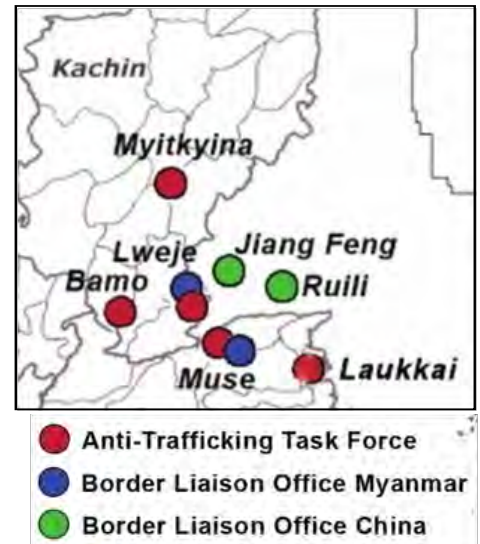 Kachin
Myitkyina
Lweje
Jiang Feng
Bamo
Ruili
Muse
Laukkai
Anti-Trafficking Task Force
Border Liaison Office Myanmar
Border Liaison Office China